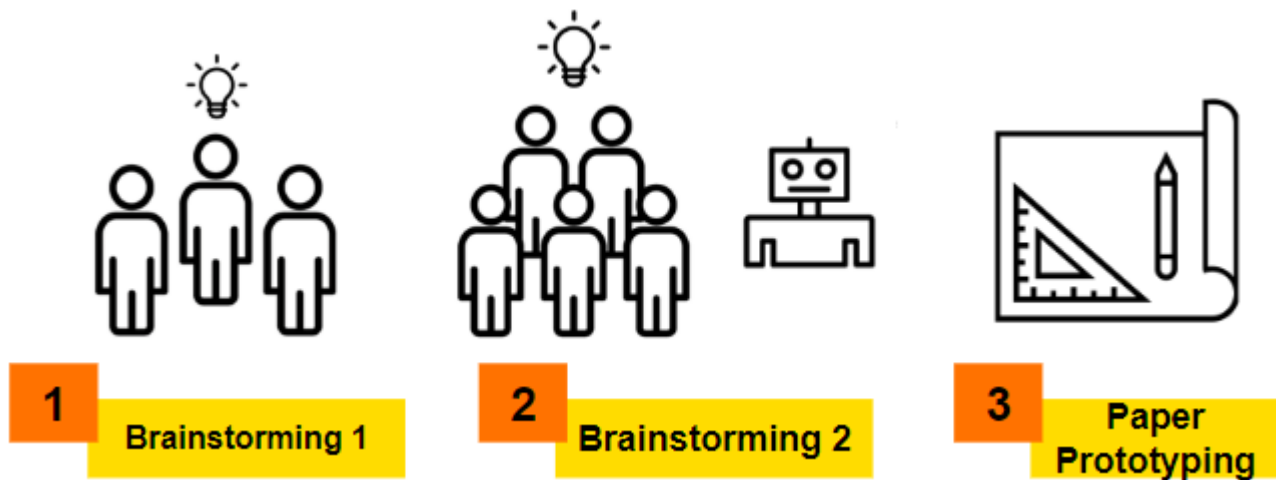 1
Brainstorming 1
2
Brainstorming 2
3
Paper
Prototyping